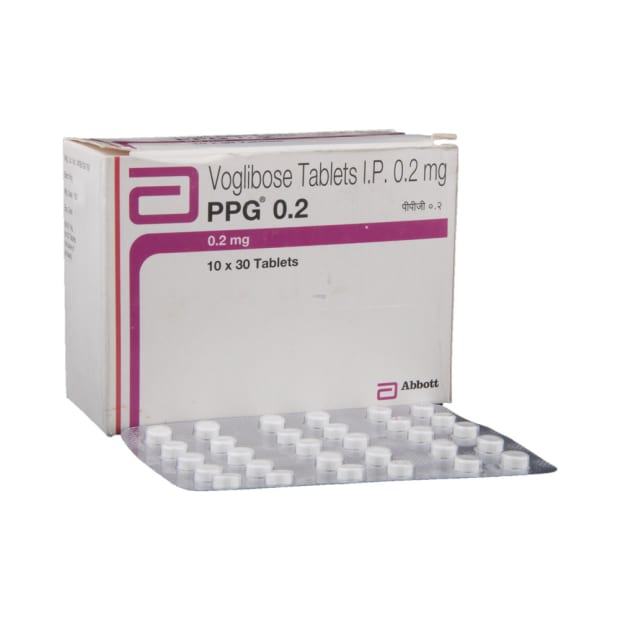 Voglibose Tablets I.P. 0.2 mg
PPG® 0.2
पीपीजी ०.२
0.2 mg
10 x 30 Tablets
Abbott